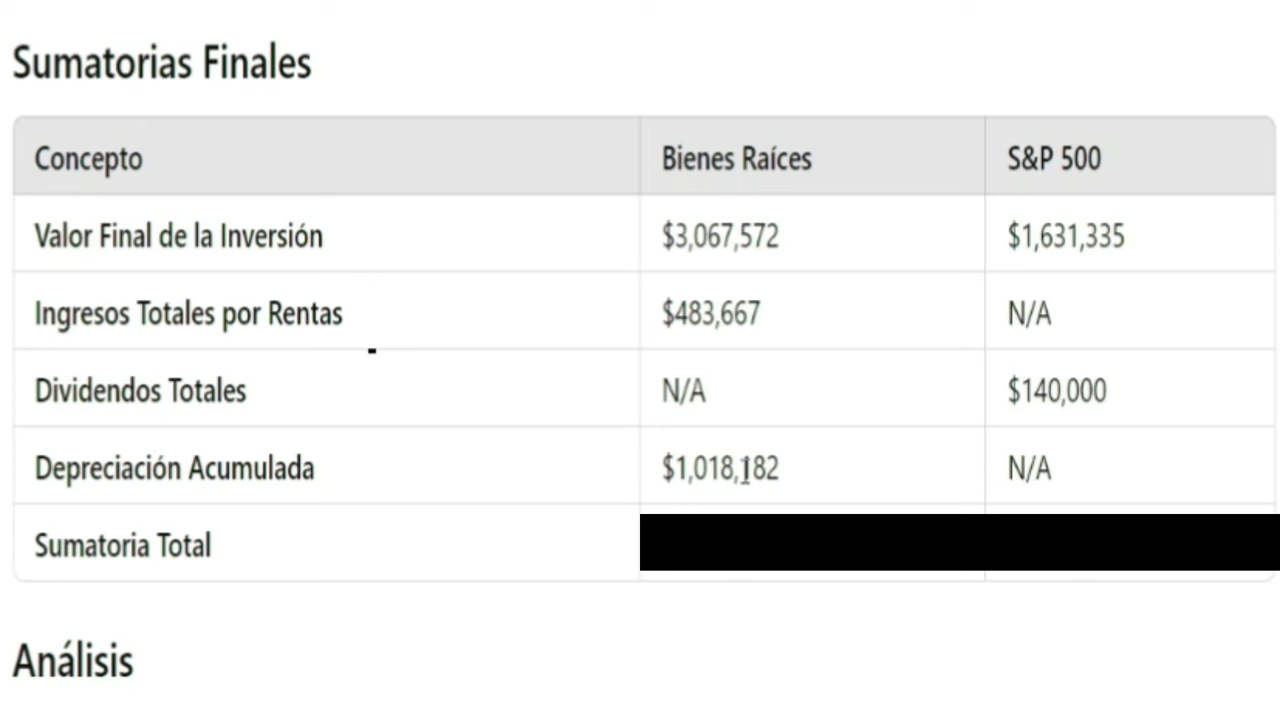 Sumatorias Finales
Concepto Bienes Raíces S&P 500
Valor Final de la Inversión $3,067,572 $1,631,335
Ingresos Totales por Rentas $483,667 N/A
Dividendos Totales N/A $140,000
Depreciación Acumulada $1,018,182 N/A
Sumatoria Total
Análisis